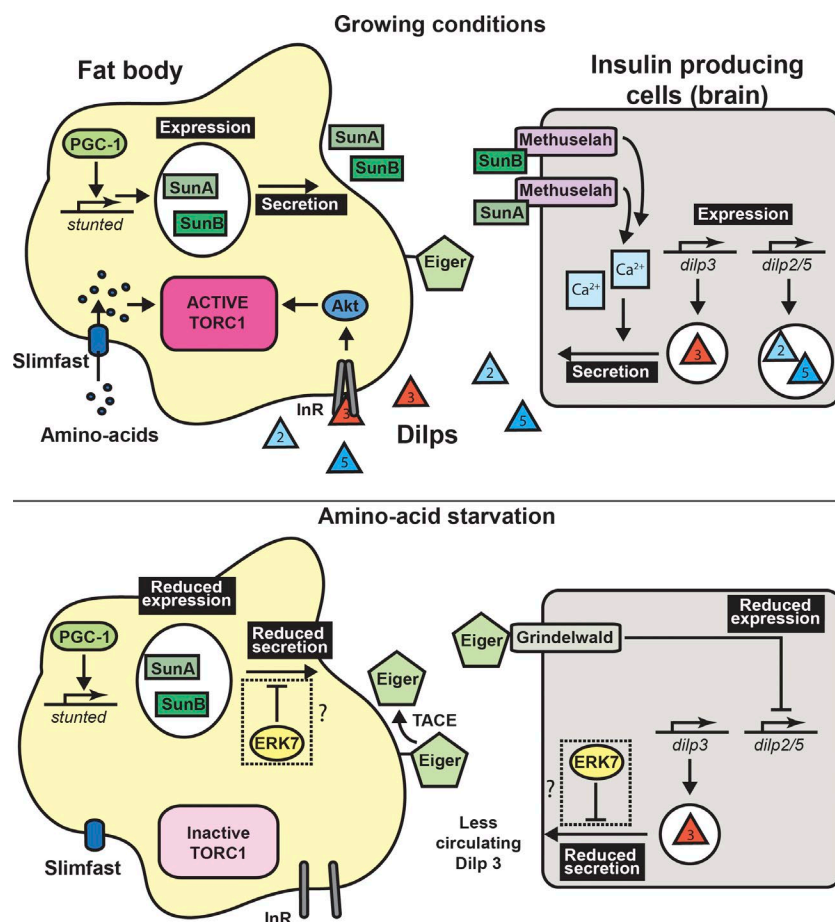 Growing conditions
Fat body
Insulin producing
cells (brain)
PGC-1
Expression
SunA
SunB
stunted
SunA
SunB
Secretion
Methuselah
SunB
Methuselah
SunA
Expression
dilp3
dilp2/5
Ca2+
Ca2+
Eiger
ACTIVE
TORC1
Akt
Slimfast
Amino-acids
InR
3
3
2
5
Dilps
2
5
Secretion
3
2
5
Amino-acid starvation
Reduced
expression
PGC-1
stunted
SunA
SunB
Reduced
secretion
ERK7
?
Eiger
TACE
Eiger
Eiger
Grindelwald
Reduced
expression
dilp3
dilp2/5
ERK7
?
Less
circulating
Dilp 3
Reduced
secretion
3
Slimfast
Inactive
TORC1
InR